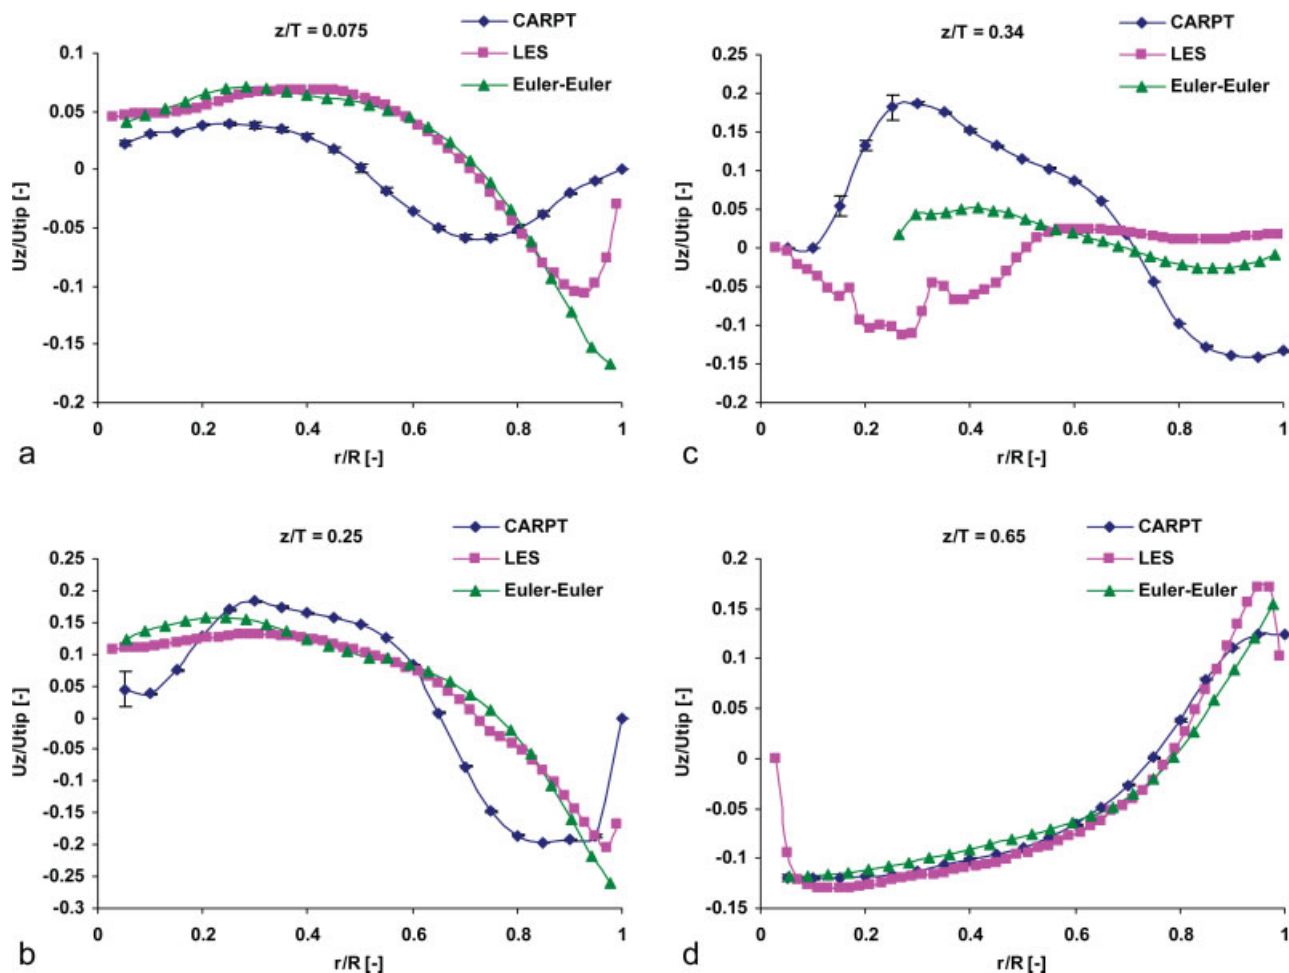 z/T = 0.075
CARPT
LES
Euler-Euler
0.1
0.05
0
-0.05
-0.1
-0.15
-0.2
Uz/Utip [-]
0 0.2 0.4 0.6 0.8 1
r/R [-]
a
z/T = 0.34
CARPT
LES
Euler-Euler
0.25
0.2
0.15
0.1
0.05
0
-0.05
-0.1
-0.15
-0.2
Uz/Utip [-]
0 0.2 0.4 0.6 0.8 1
r/R [-]
c
z/T = 0.25
CARPT
LES
Euler-Euler
0.25
0.2
0.15
0.1
0.05
0
-0.05
-0.1
-0.15
-0.2
-0.25
-0.3
Uz/Utip [-]
0 0.2 0.4 0.6 0.8 1
r/R [-]
b
z/T = 0.65
CARPT
LES
Euler-Euler
0.2
0.15
0.1
0.05
0
-0.05
-0.1
-0.15
Uz/Utip [-]
0 0.2 0.4 0.6 0.8 1
r/R [-]
d